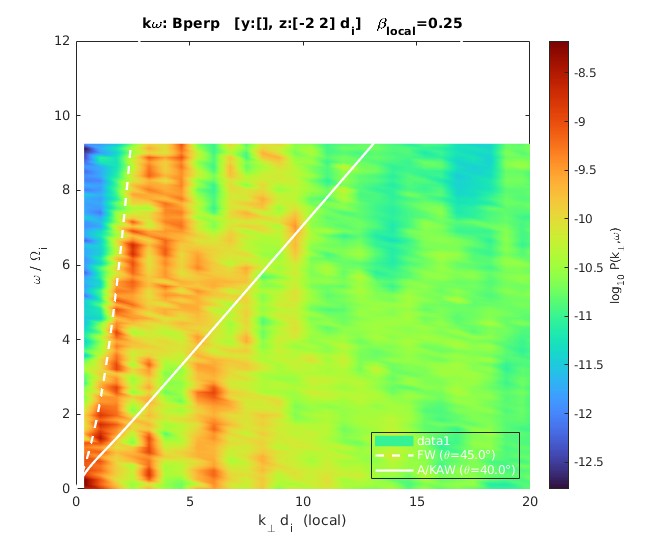 kω: Bperp [y:[], z:[-2 2] d_i] β_local=0.25
12
10
8
6
4
2
0
ω / Ω_i
0 5 10 15 20
k_⊥ d_i (local)
data1
FW (θ=45.0°)
A/KAW (θ=40.0°)
-8.5
-9
-9.5
-10
-10.5
-11
-11.5
-12
-12.5
log_10 P(k_⊥,ω)